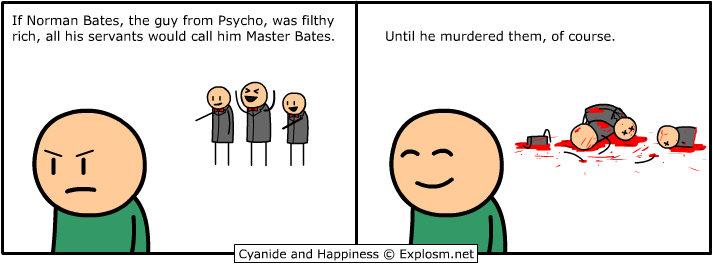 If Norman Bates, the guy from Psycho, was filthy
rich, all his servants would call him Master Bates.
Until he murdered them, of course.
Cyanide and Happiness © Explosm.net